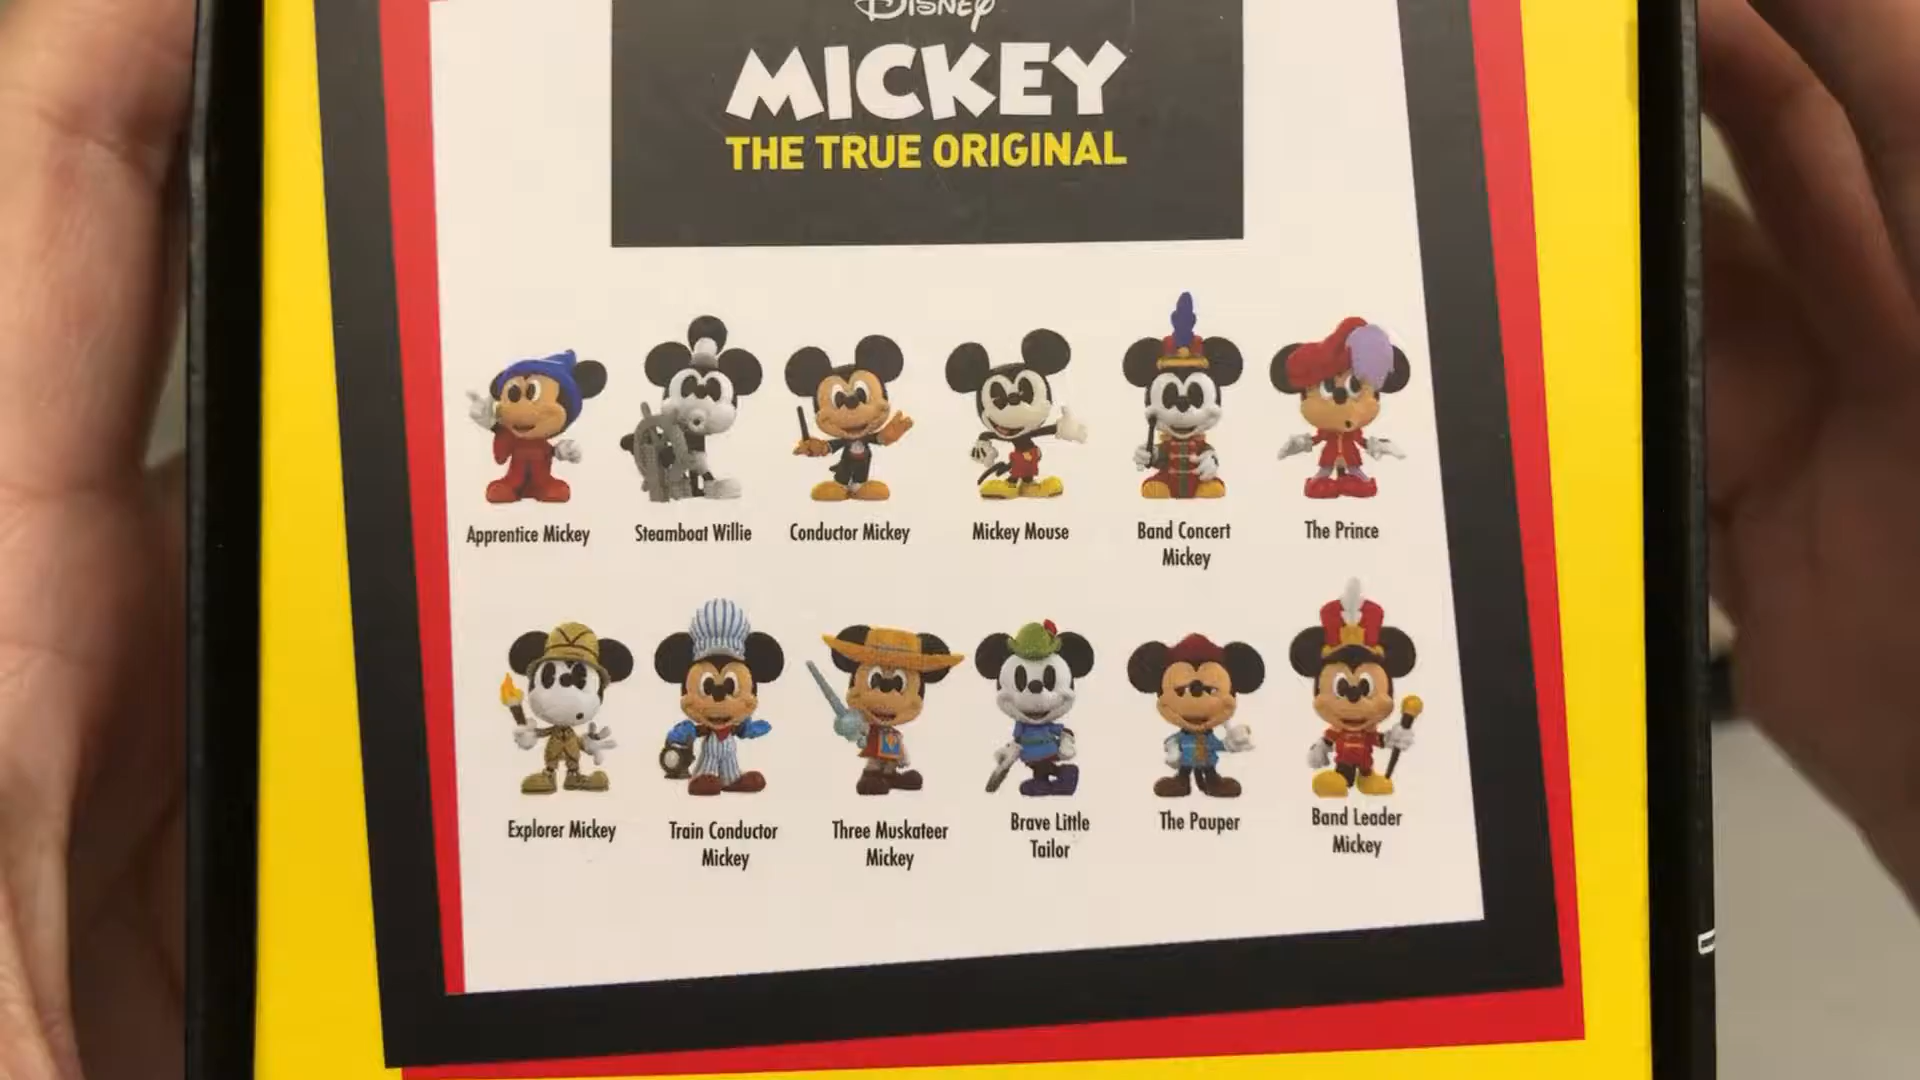 Disney
MICKEY
THE TRUE ORIGINAL
Apprentice Mickey
Steamboat Willie
Conductor Mickey
Mickey Mouse
Band Concert
Mickey
The Prince
Explorer Mickey
Train Conductor
Mickey
Three Muskateer
Mickey
Brave Little
Tailor
The Pauper
Band Leader
Mickey